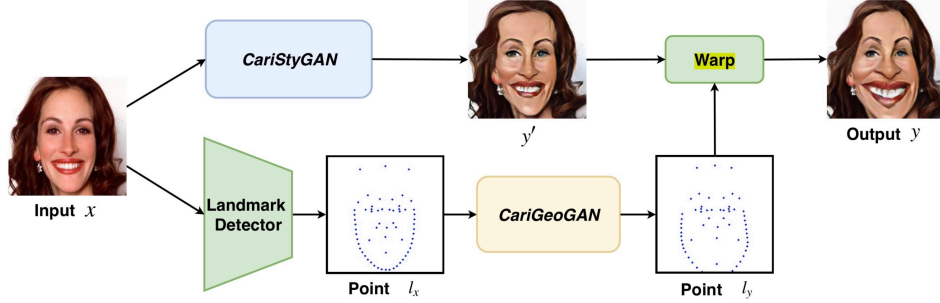 CariStyGAN
Warp
y′
Output y
Input x
Landmark
Detector
CariGeoGAN
Point l_x
Point l_y